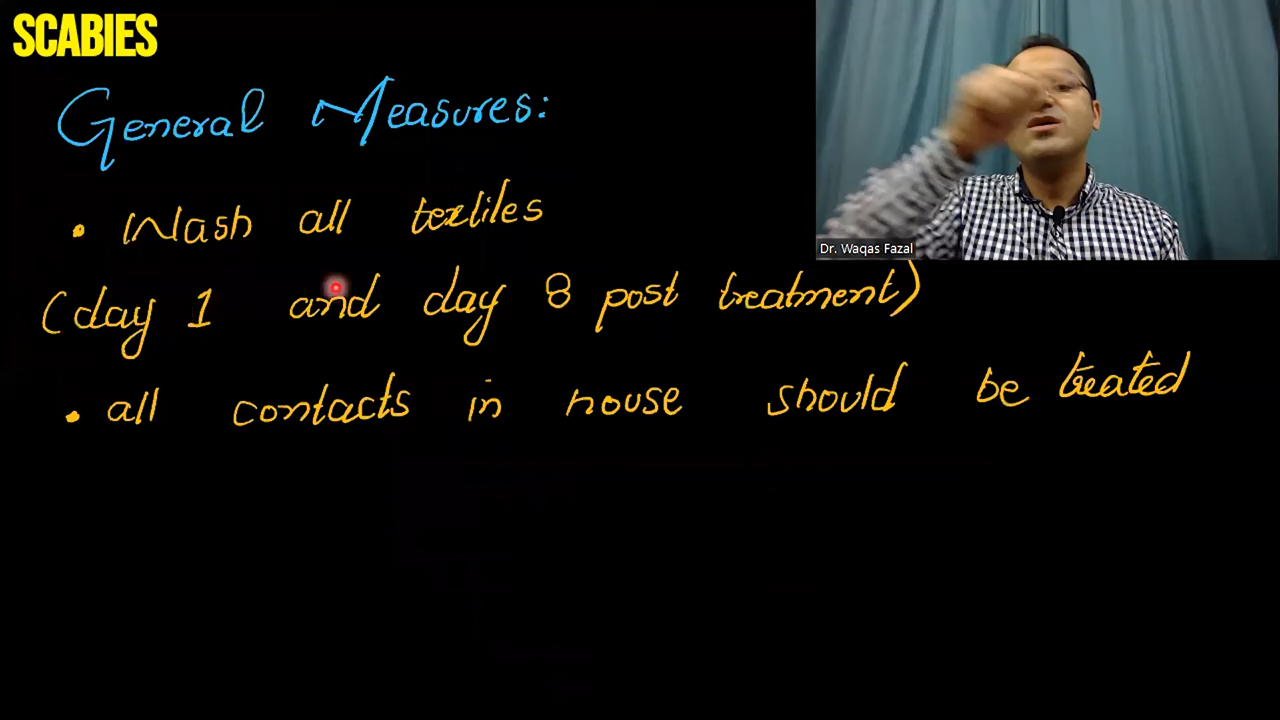 SCABIES
General Measures:
• Wash all textiles
(day 1 and day 8 post treatment)
• all contacts in house should be treated
Dr. Waqas Fazal